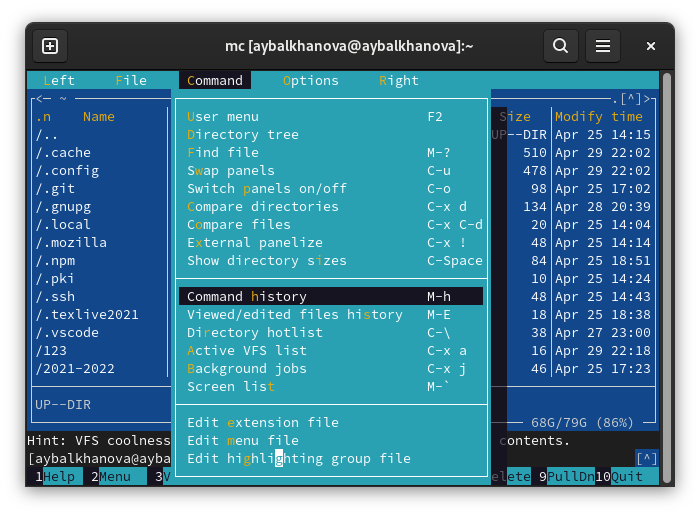 mc [aybalkhanova@aybalkhanova]:~
Left File Command Options Right
<─ ~ .[^]>
.n Name Size Modify time
/.. UP--DIR Apr 25 14:15
/.cache 510 Apr 29 22:02
/.config 478 Apr 29 22:02
/.git 98 Apr 25 17:02
/.gnupg 134 Apr 28 20:39
/.local 20 Apr 25 14:04
/.mozilla 48 Apr 25 14:14
/.npm 84 Apr 25 18:51
/.pki 10 Apr 25 14:24
/.ssh 48 Apr 25 14:43
/.texlive2021 18 Apr 25 18:38
/.vscode 38 Apr 27 23:00
/123 16 Apr 29 22:18
/2021-2022 46 Apr 25 17:23
UP--DIR
68G/79G (86%)
User menu F2
Directory tree
Find file M-?
Swap panels C-u
Switch panels on/off C-o
Compare directories C-x d
Compare files C-x C-d
External panelize C-x !
Show directory sizes C-Space
Command history M-h
Viewed/edited files history M-E
Directory hotlist C-\
Active VFS list C-x a
Background jobs C-x j
Screen list M-`
Edit extension file
Edit menu file
Edit highlighting group file
Hint: VFS coolness contents.
[aybalkhanova@ayba [^]
1Help 2Menu 3V elete 9PullDn 10Quit